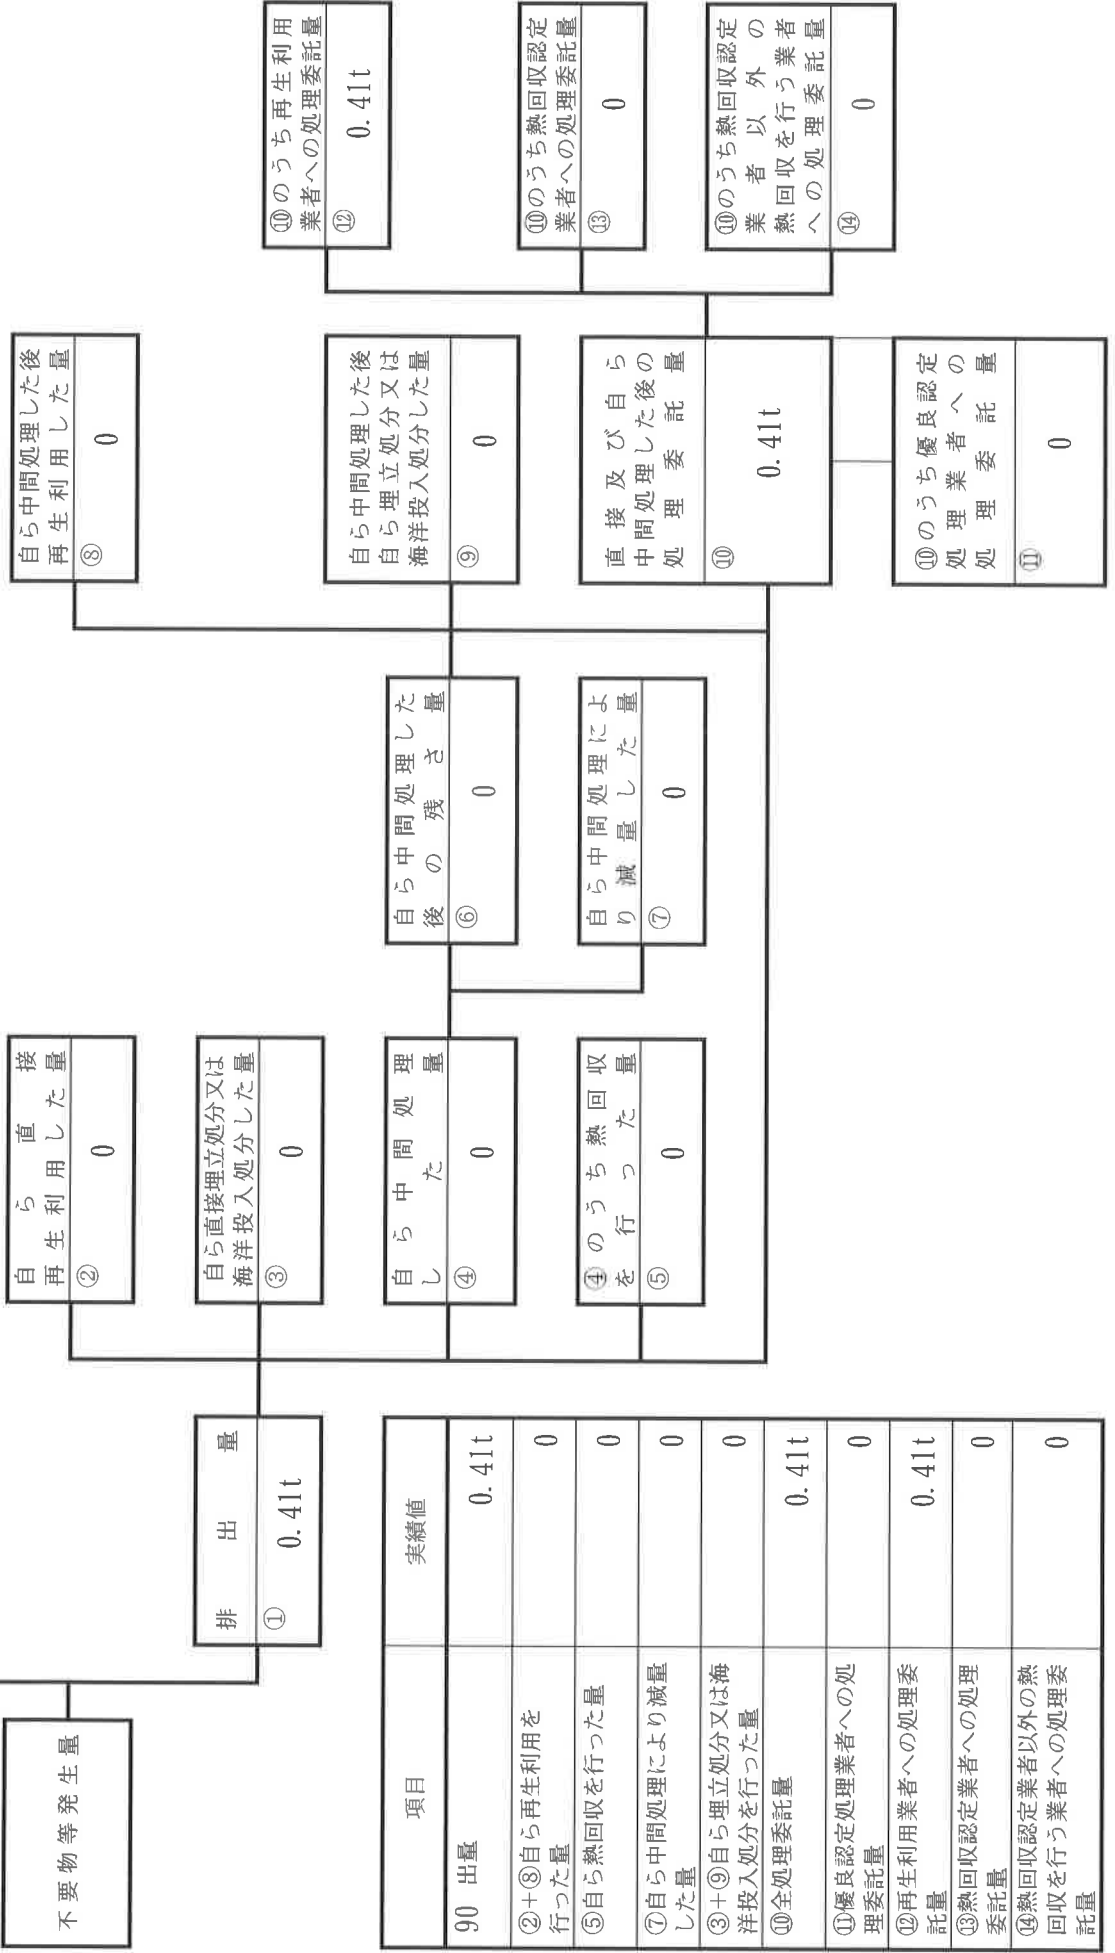 不要物等発生量
排出量
① 0.41t
自ら直接
再生利用した量
② 0
自ら直接埋立処分又は
海洋投入処分した量
③ 0
自ら中間処理
した量
④ 0
④のうち熱回収
を行った量
⑤ 0
自ら中間処理した
後の残さ量
⑥ 0
自ら中間処理によ
り減量した量
⑦ 0
自ら中間処理した後
再生利用した量
⑧ 0
自ら中間処理した後
自ら埋立処分又は
海洋投入処分した量
⑨ 0
直接及び自ら
中間処理した後の
処理委託量
⑩ 0.41t
⑩のうち優良認定
処理業者への
処理委託量
⑪ 0
⑩のうち再生利用
業者への処理委託量
⑫ 0.41t
⑩のうち熱回収認定
業者への処理委託量
⑬ 0
⑩のうち熱回収認定
業者以外の
熱回収を行う業者
への処理委託量
⑭ 0
項目 実績値
90 出量 0.41t
②+⑧自ら再生利用を
行った量 0
⑤自ら熱回収を行った量 0
⑦自ら中間処理により減量
した量 0
③+⑨自ら埋立処分又は海
洋投入処分を行った量 0
⑩全処理委託量 0.41t
⑪優良認定処理業者への処
理委託量 0
⑫再生利用業者への処理委
託量 0.41t
⑬熱回収認定業者への処理
委託量 0
⑭熱回収認定業者以外の熱
回収を行う業者への処理委
託量 0